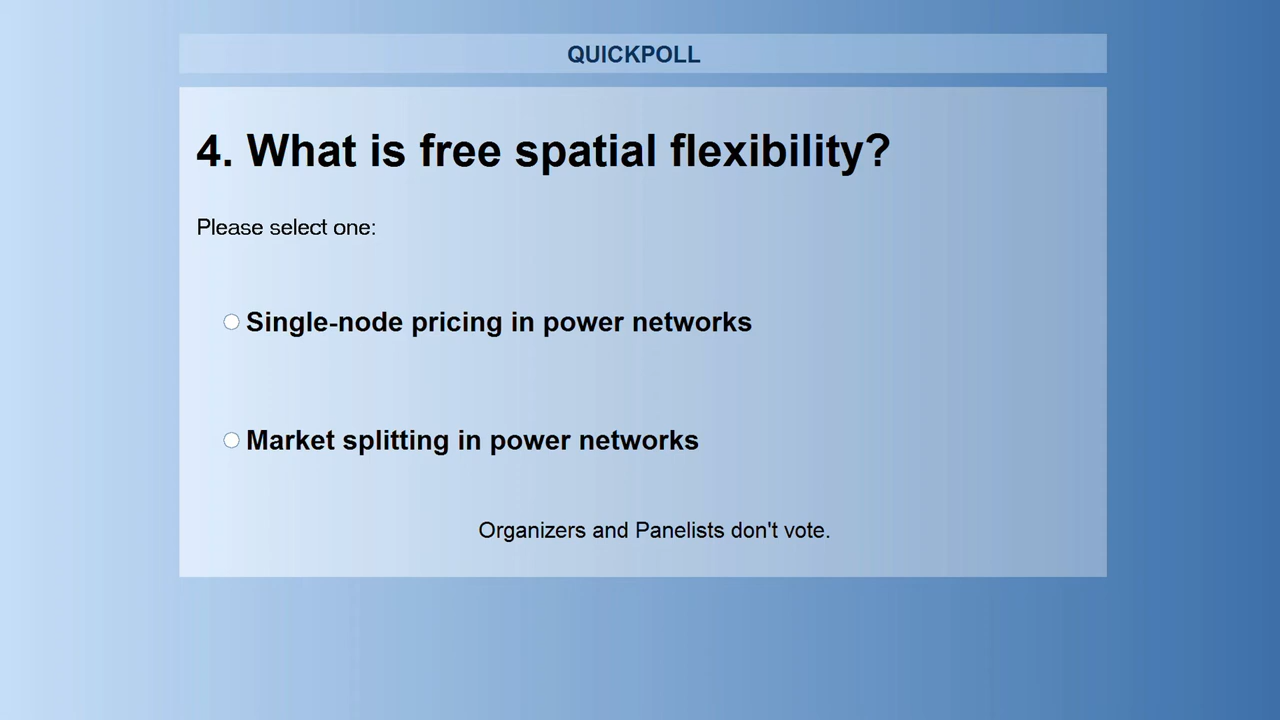 QUICKPOLL
4. What is free spatial flexibility?
Please select one:
Single-node pricing in power networks
Market splitting in power networks
Organizers and Panelists don't vote.